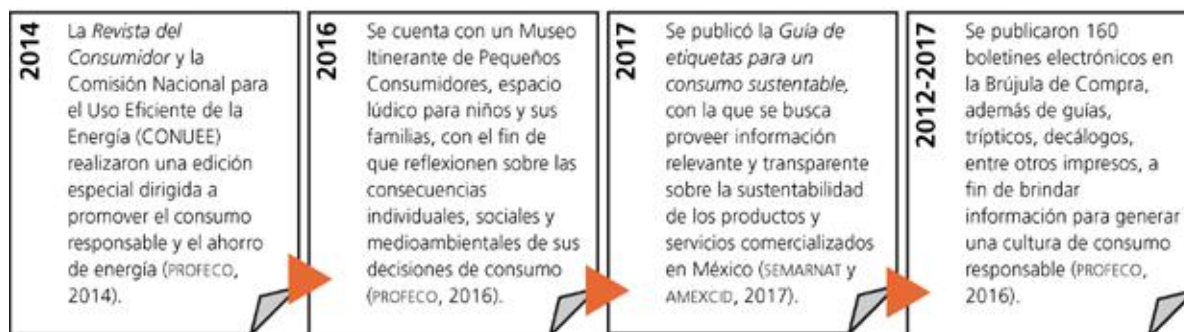 2014
La Revista del
Consumidor y la
Comisión Nacional para
el Uso Eficiente de la
Energía (CONUEE)
realizaron una edición
especial dirigida a
promover el consumo
responsable y el ahorro
de energía (PROFECO,
2014).
2016
Se cuenta con un Museo
Itinerante de Pequeños
Consumidores, espacio
lúdico para niños y sus
familias, con el fin de
que reflexionen sobre las
consecuencias
individuales, sociales y
medioambientales de sus
decisiones de consumo
(PROFECO, 2016).
2017
Se publicó la Guía de
etiquetas para un
consumo sustentable,
con la que se busca
proveer información
relevante y transparente
sobre la sustentabilidad
de los productos y
servicios comercializados
en México (SEMARNAT y
AMEXCID, 2017).
2012-2017
Se publicaron 160
boletines electrónicos en
la Brújula de Compra,
además de guías,
trípticos, decálogos,
entre otros impresos, a
fin de brindar
información para generar
una cultura de consumo
responsable (PROFECO,
2016).